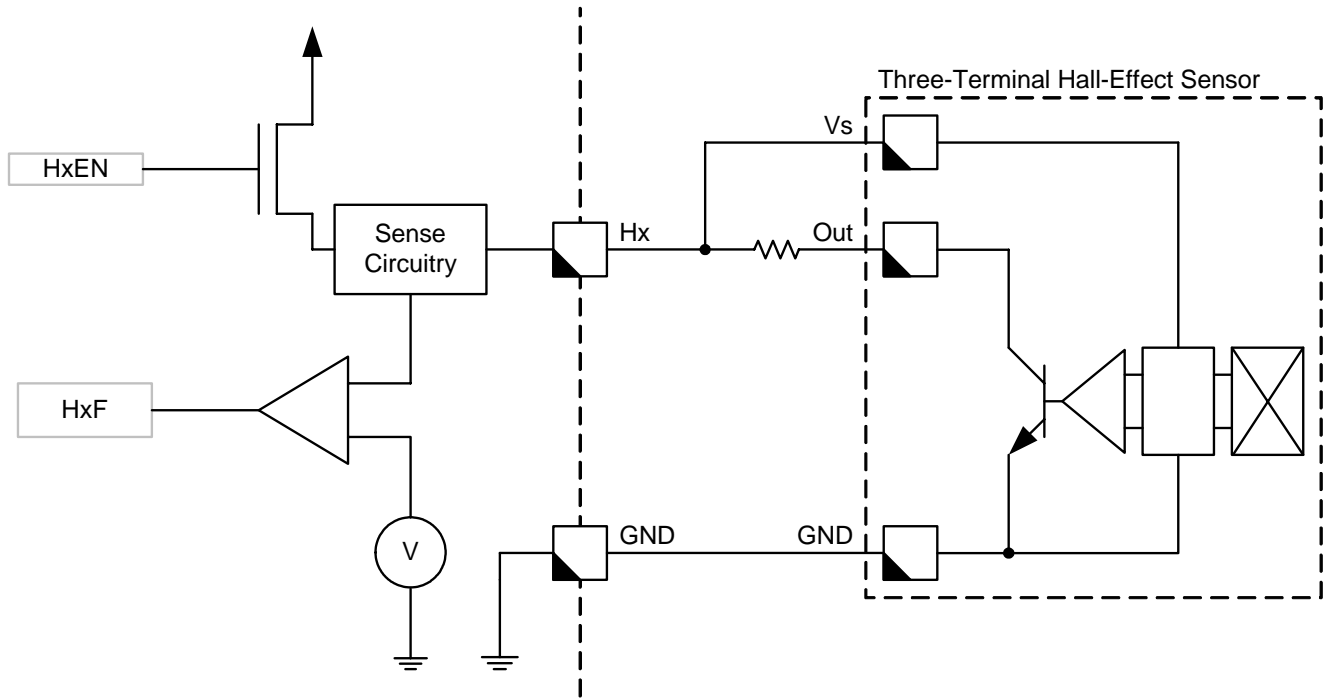 Three-Terminal Hall-Effect Sensor
Vs
HxEN
Sense
Circuitry
Hx
Out
HxF
GND
GND
V